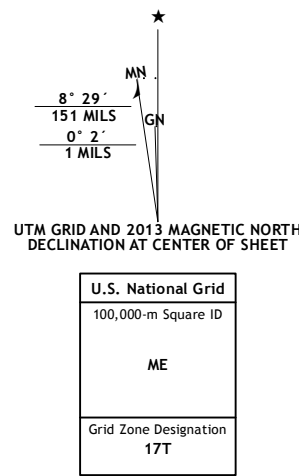 ★
MN
GN
8° 29´
151 MILS
0° 2´
1 MILS
UTM GRID AND 2013 MAGNETIC NORTH
DECLINATION AT CENTER OF SHEET
U.S. National Grid
100,000-m Square ID
ME
Grid Zone Designation
17T